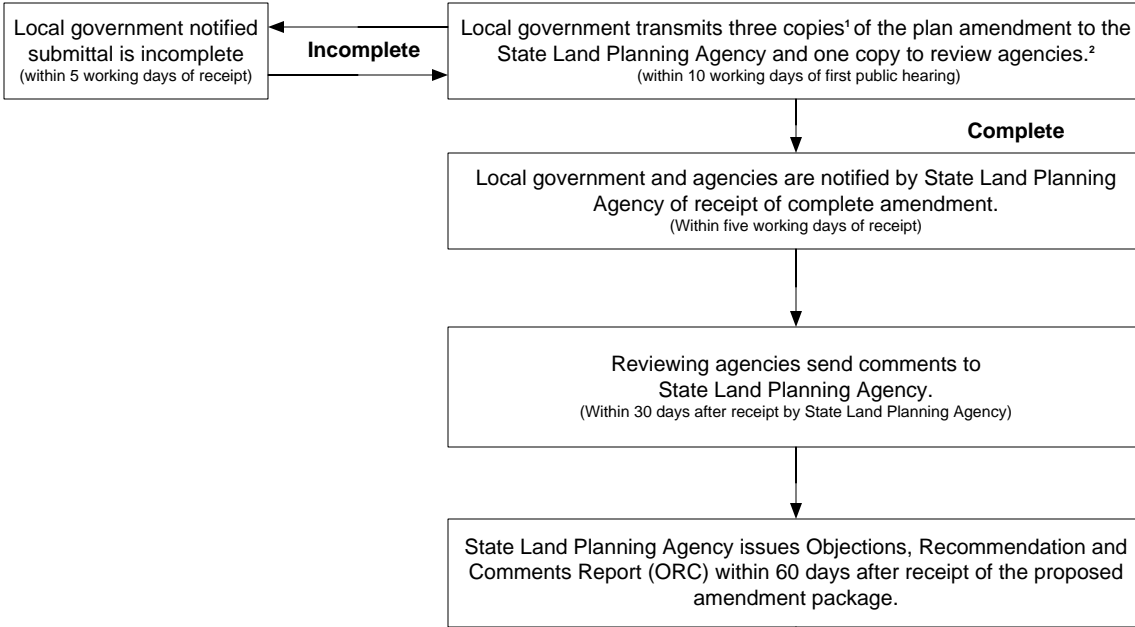 Local government notified
submittal is incomplete
(within 5 working days of receipt)
Incomplete
Local government transmits three copies¹ of the plan amendment to the
State Land Planning Agency and one copy to review agencies.²
(within 10 working days of first public hearing)
Complete
Local government and agencies are notified by State Land Planning
Agency of receipt of complete amendment.
(Within five working days of receipt)
Reviewing agencies send comments to
State Land Planning Agency.
(Within 30 days after receipt by State Land Planning Agency)
State Land Planning Agency issues Objections, Recommendation and
Comments Report (ORC) within 60 days after receipt of the proposed
amendment package.